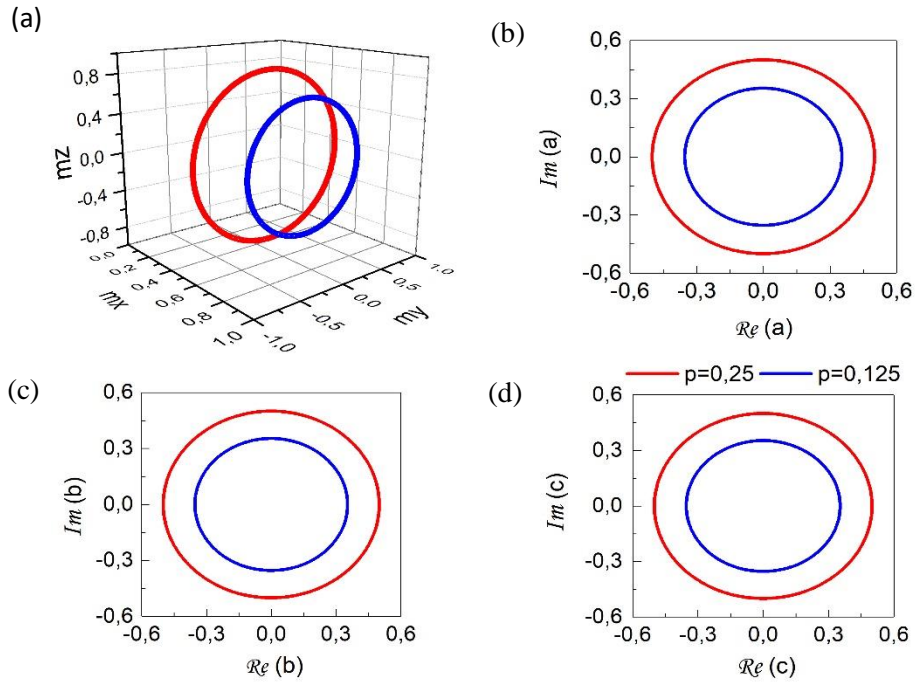 (a)
0,8
0,4
0,0
-0,4
-0,8
mz
0,0
0,2
0,4
0,6
0,8
1,0
mx
-1,0
-0,5
0,0
0,5
1,0
my
(b)
0,6
0,3
0,0
-0,3
-0,6
Im (a)
-0,6 -0,3 0,0 0,3 0,6
Re (a)
(c)
0,6
0,3
0,0
-0,3
-0,6
Im (b)
-0,6 -0,3 0,0 0,3 0,6
Re (b)
p=0,25 p=0,125
(d)
0,6
0,3
0,0
-0,3
-0,6
Im (c)
-0,6 -0,3 0,0 0,3 0,6
Re (c)